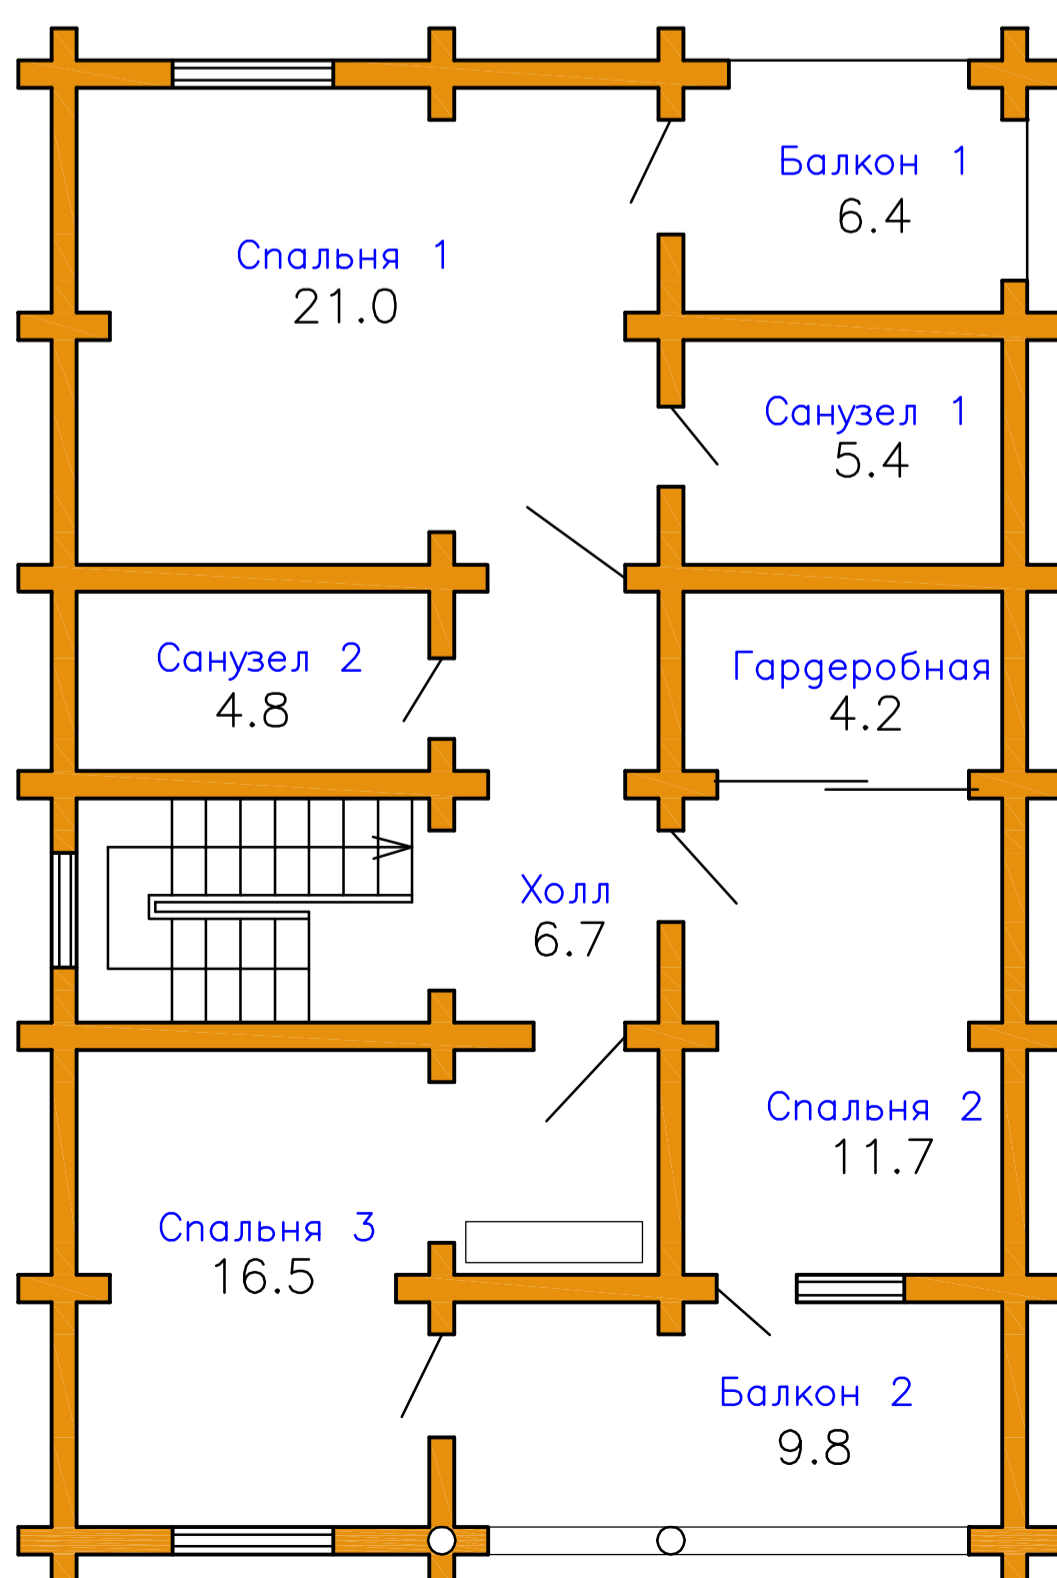 Балкон 1
6.4
Спальня 1
21.0
Санузел 1
5.4
Санузел 2
4.8
Гардеробная
4.2
Холл
6.7
Спальня 2
11.7
Спальня 3
16.5
Балкон 2
9.8